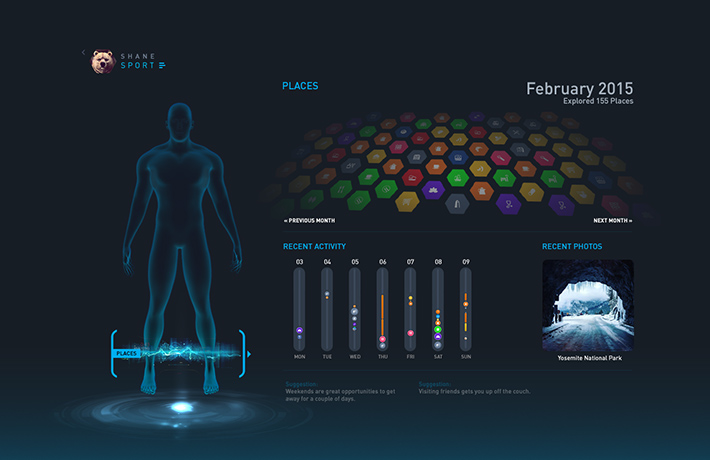 SHANE
SPORT
PLACES
February 2015
Explored 155 Places
« PREVIOUS MONTH
NEXT MONTH »
RECENT ACTIVITY
RECENT PHOTOS
03 04 05 06 07 08 09
MON TUE WED THU FRI SAT SUN
PLACES
Yosemite National Park
Suggestion:
Weekends are great opportunities to get
away for a couple of days.
Suggestion:
Visiting friends gets you up off the couch.